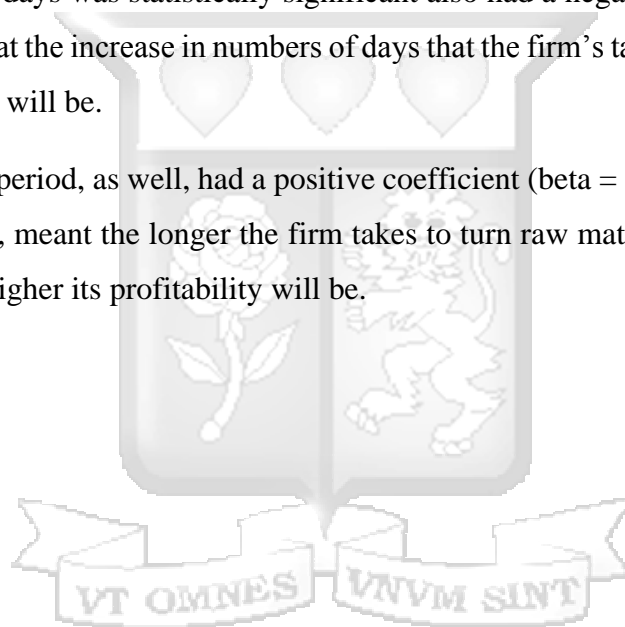 days was statistically significant also had a nega
at the increase in numbers of days that the firm's ta
will be.
period, as well, had a positive coefficient (beta =
, meant the longer the firm takes to turn raw mat
igher its profitability will be.
VT OMNES VNVM SINT